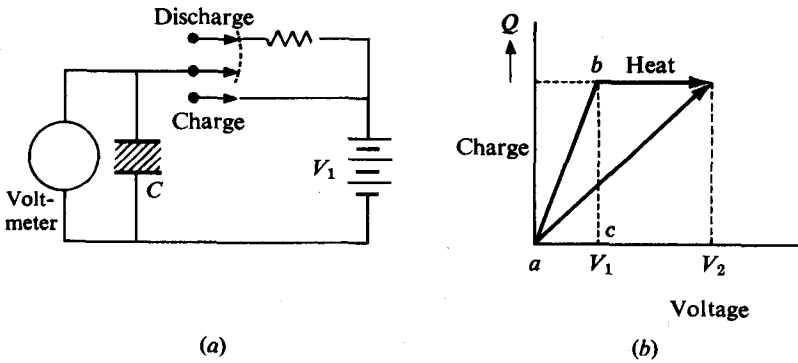 Discharge
Charge
Volt-
meter
C
V₁
(a)
Q
b Heat
Charge
c
a V₁ V₂
Voltage
(b)